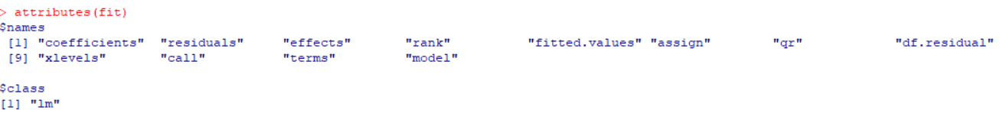 > attributes(fit)
$names
 [1] "coefficients"  "residuals"     "effects"       "rank"          "fitted.values" "assign"        "qr"            "df.residual"
 [9] "xlevels"       "call"          "terms"         "model"

$class
[1] "lm"